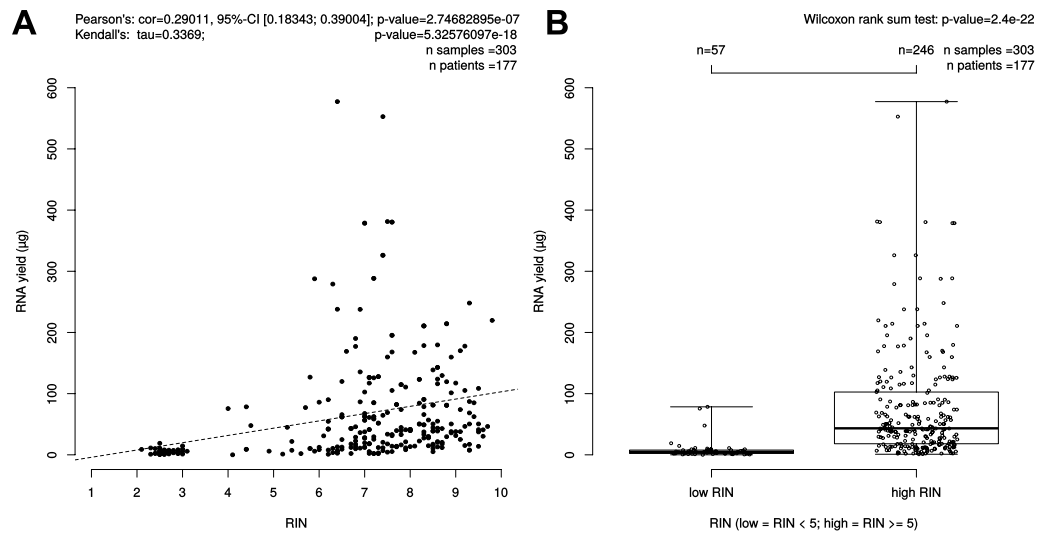 A
Pearson's: cor=0.29011, 95%-CI [0.18343; 0.39004]; p-value=2.74682895e-07
Kendall's: tau=0.3369; p-value=5.32576097e-18
n samples =303
n patients =177
RNA yield (µg)
600
500
400
300
200
100
0
1 2 3 4 5 6 7 8 9 10
RIN
B
Wilcoxon rank sum test: p-value=2.4e-22
n=57 n=246 n samples =303
n patients =177
RNA yield (µg)
600
500
400
300
200
100
0
low RIN high RIN
RIN (low = RIN < 5; high = RIN >= 5)